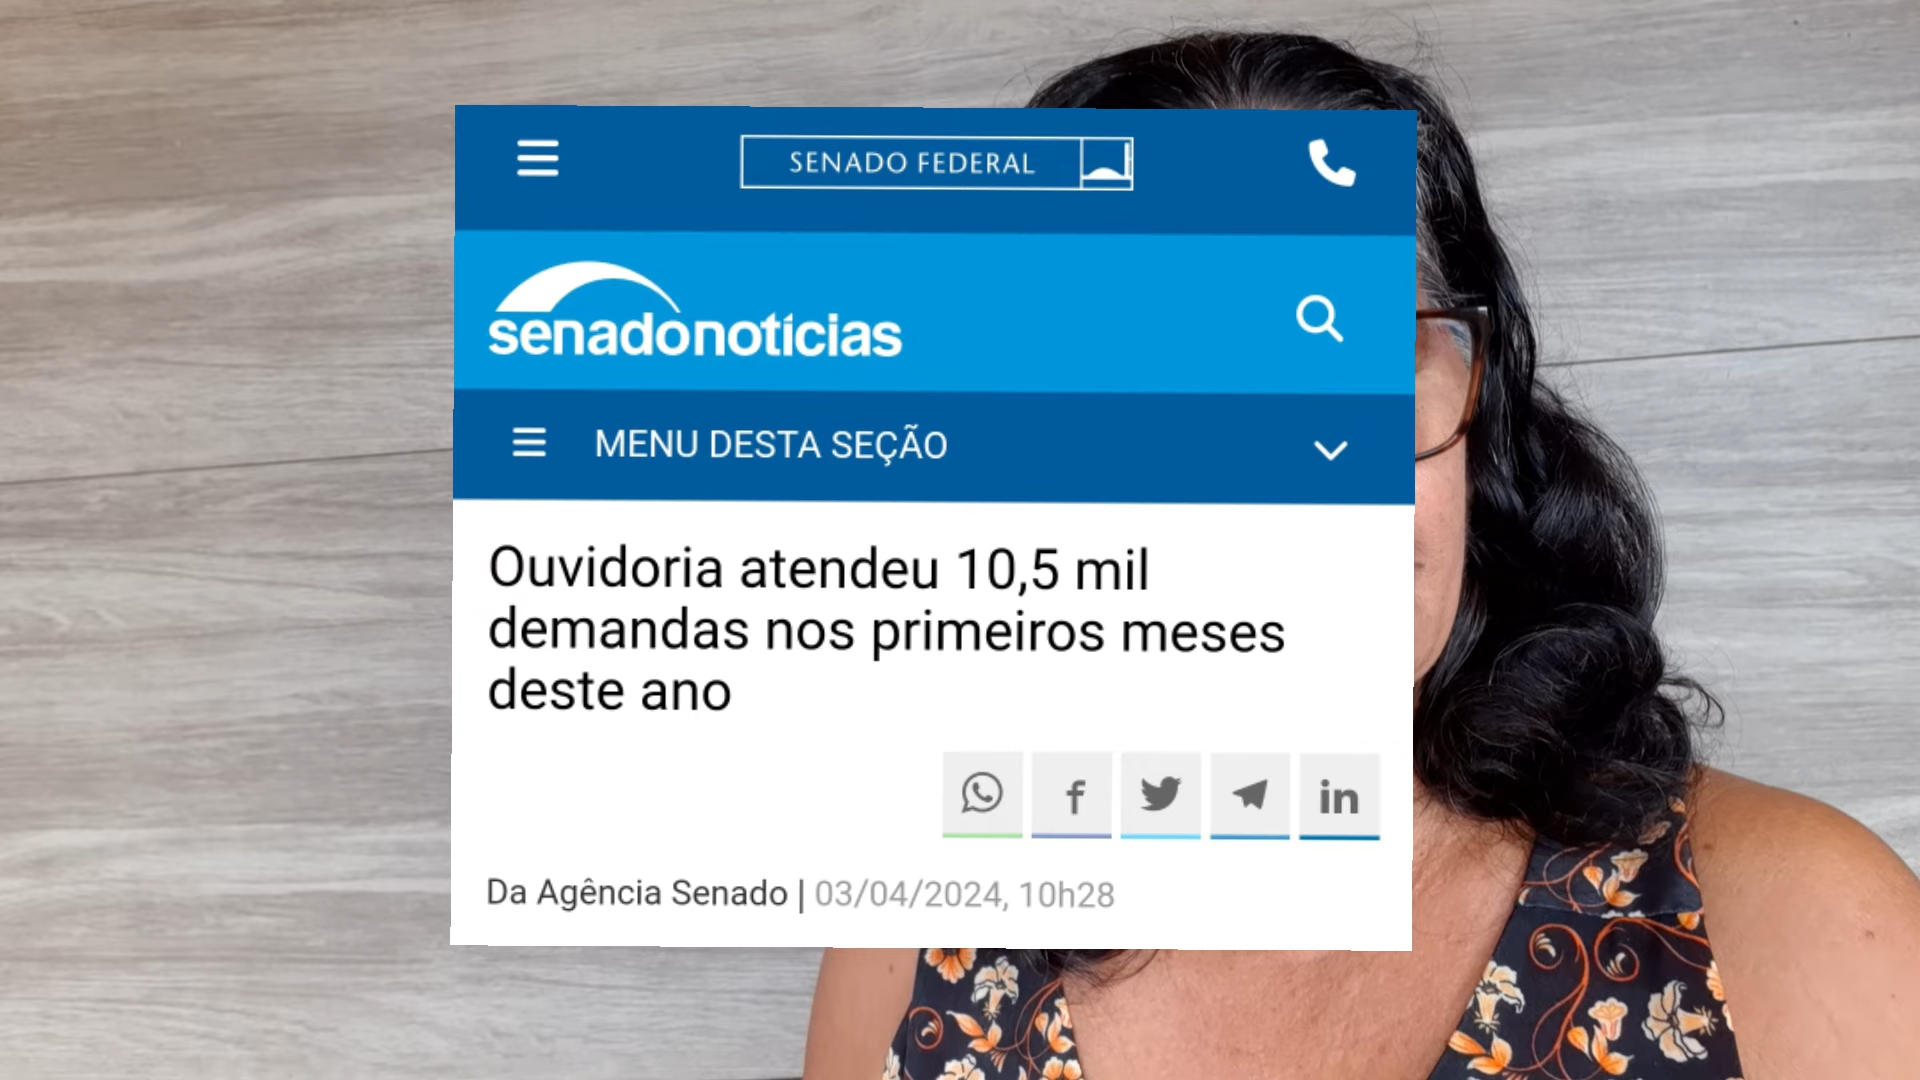 SENADO FEDERAL
senadonotícias
MENU DESTA SEÇÃO
Ouvidoria atendeu 10,5 mil
demandas nos primeiros meses
deste ano
f
in
Da Agência Senado | 03/04/2024, 10h28